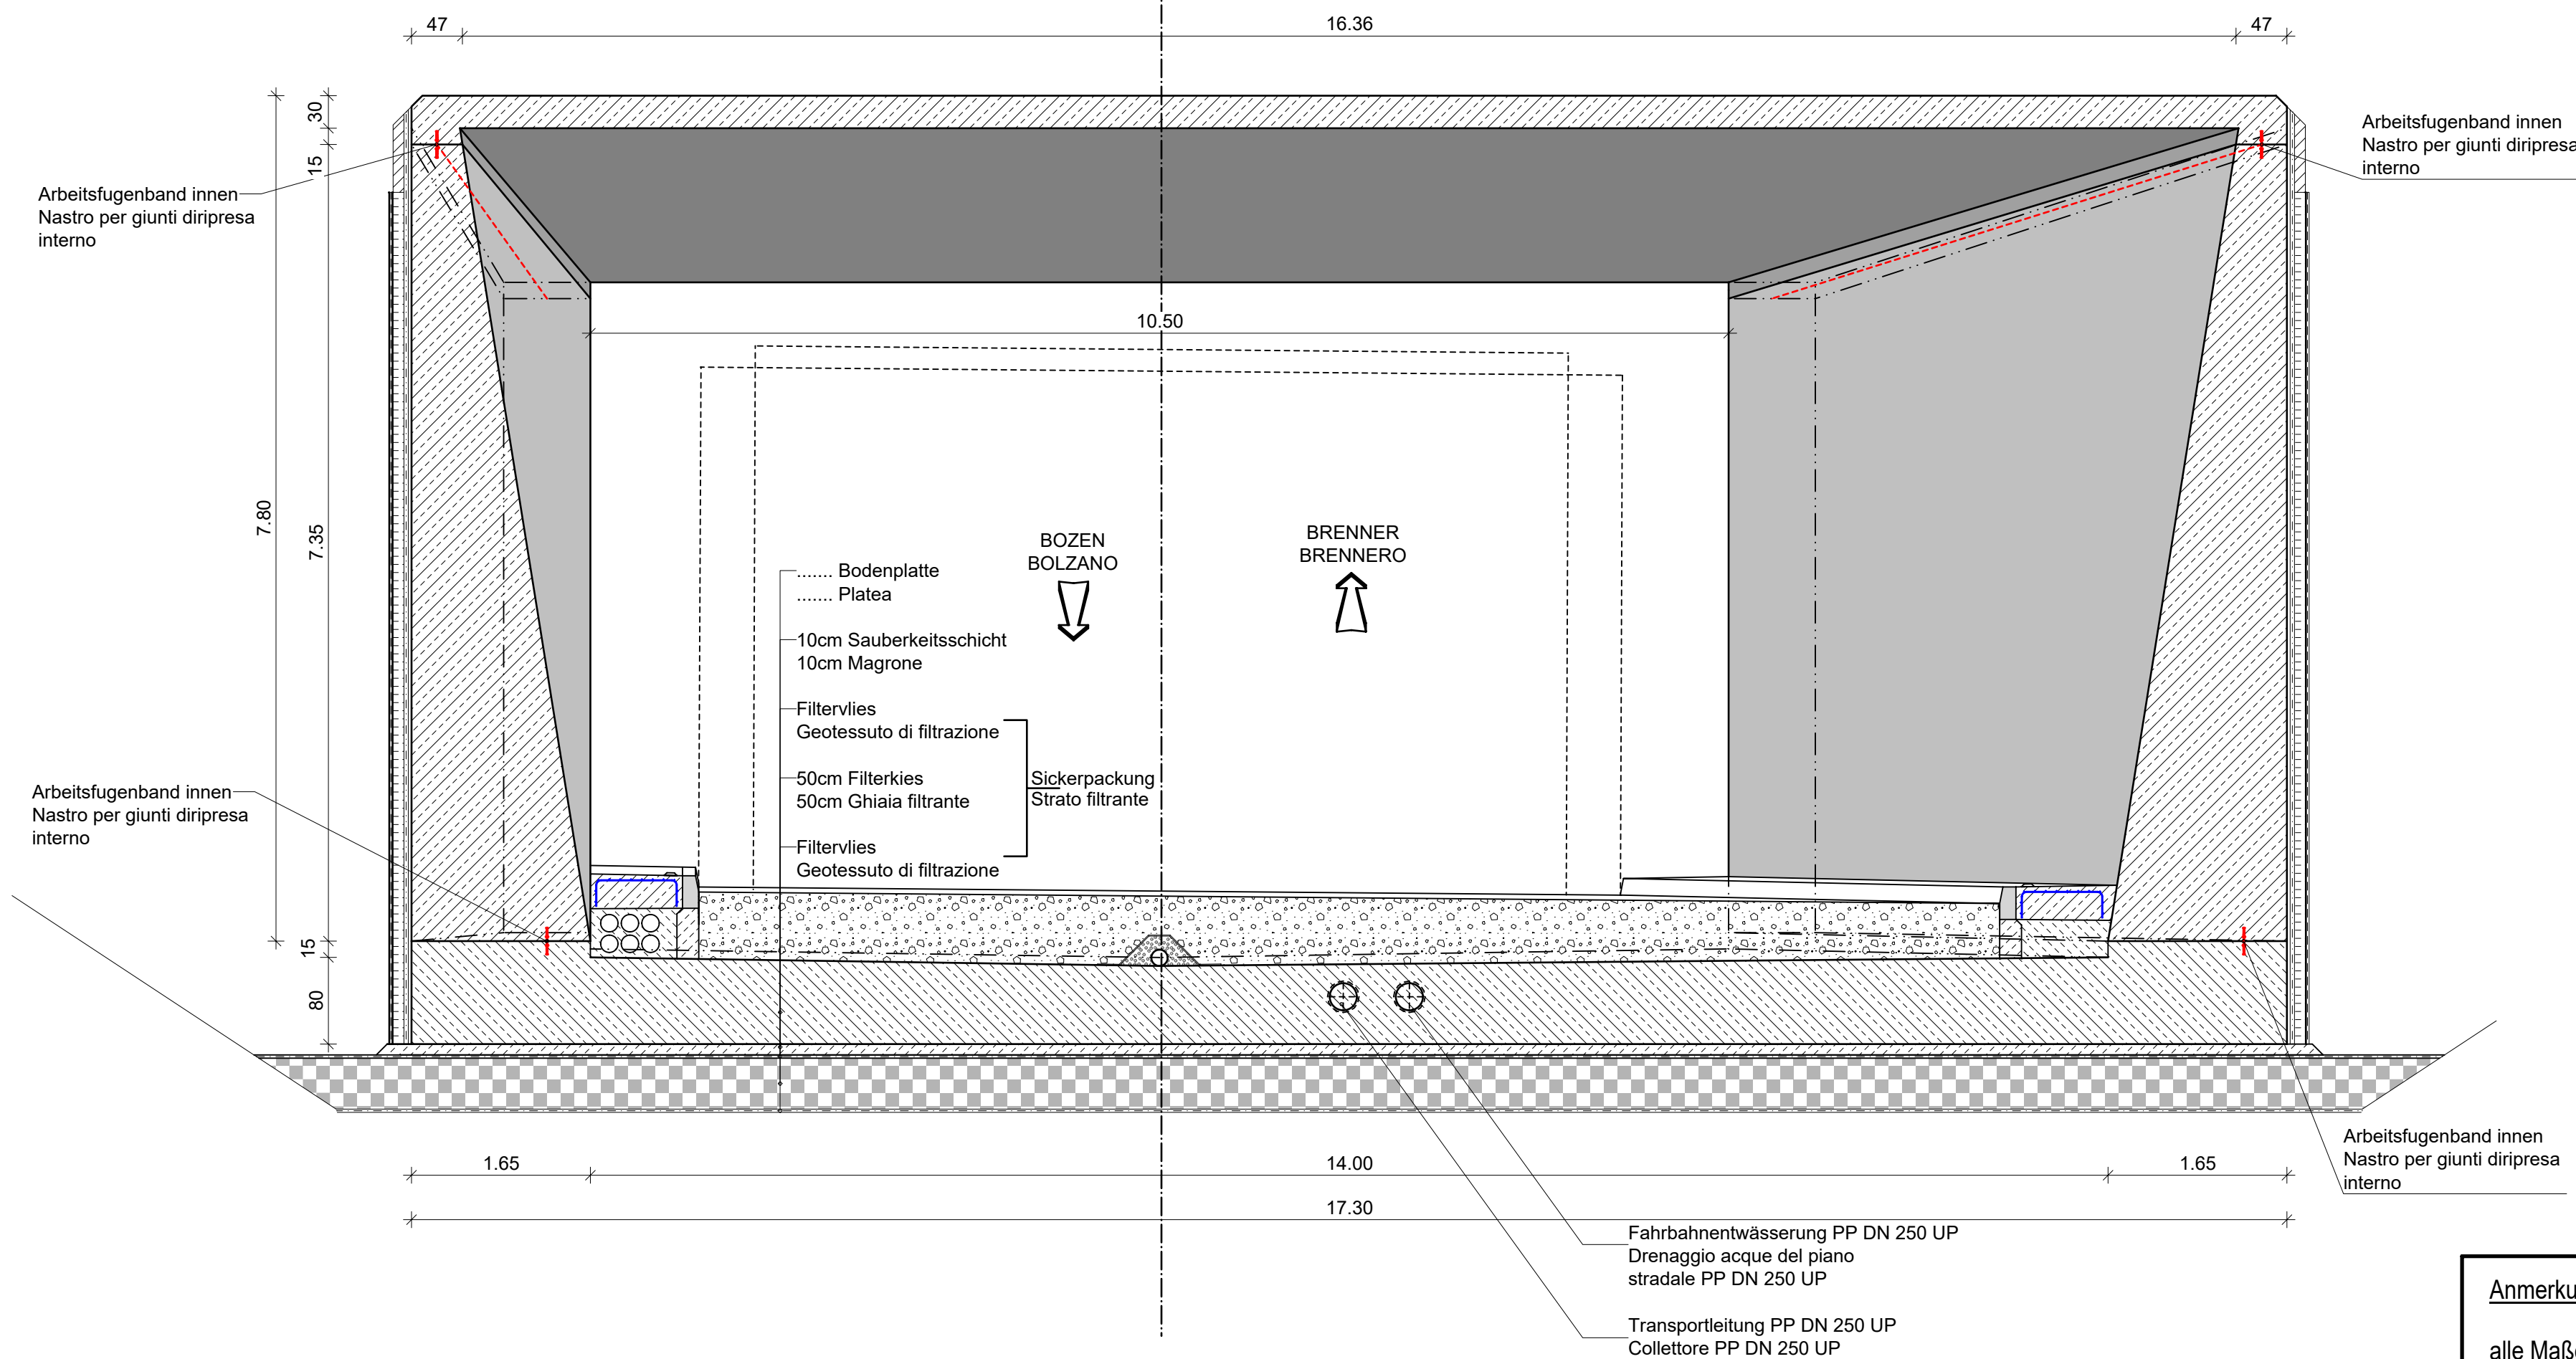 47
16.36
47
30
15
7.80
7.35
15
80
Arbeitsfugenband innen
Nastro per giunti diripresa
interno
Arbeitsfugenband innen
Nastro per giunti diripresa
interno
10.50
BOZEN
BOLZANO
BRENNER
BRENNERO
....... Bodenplatte
....... Platea
10cm Sauberkeitsschicht
10cm Magrone
Filtervlies
Geotessuto di filtrazione
50cm Filterkies
50cm Ghiaia filtrante
Sickerpackung
Strato filtrante
Filtervlies
Geotessuto di filtrazione
Arbeitsfugenband innen
Nastro per giunti diripresa
interno
Arbeitsfugenband innen
Nastro per giunti diripresa
interno
1.65
14.00
1.65
17.30
Fahrbahnentwässerung PP DN 250 UP
Drenaggio acque del piano
stradale PP DN 250 UP
Transportleitung PP DN 250 UP
Collettore PP DN 250 UP
Anmerku
alle Maß